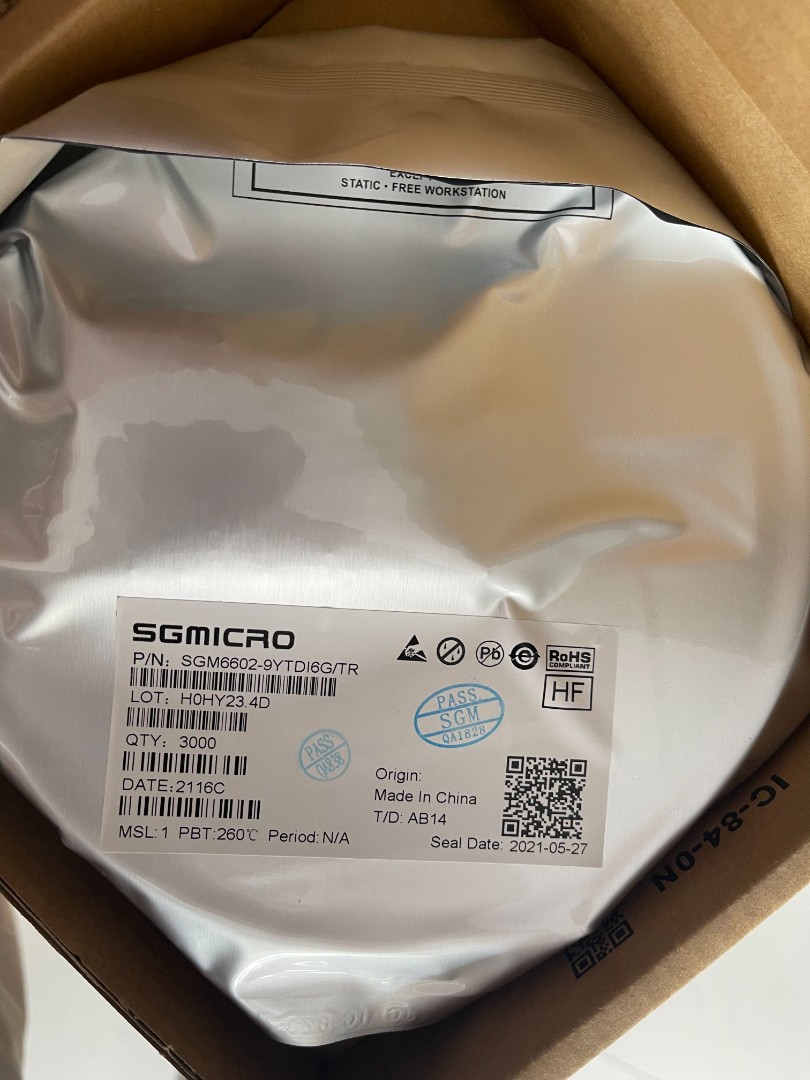 STATIC • FREE WORKSTATION
SGMICRO
P/N: SGM6602-9YTDI6G/TR
LOT: H0HY23.4D
QTY: 3000
DATE:2116C
MSL:1 PBT:260℃ Period:N/A
PASS
QA838
Pb
e
RoHS
COMPLIANT
HF
PASS
SGM
QA1828
Origin:
Made In China
T/D: AB14
Seal Date: 2021-05-27
IC-84-0N